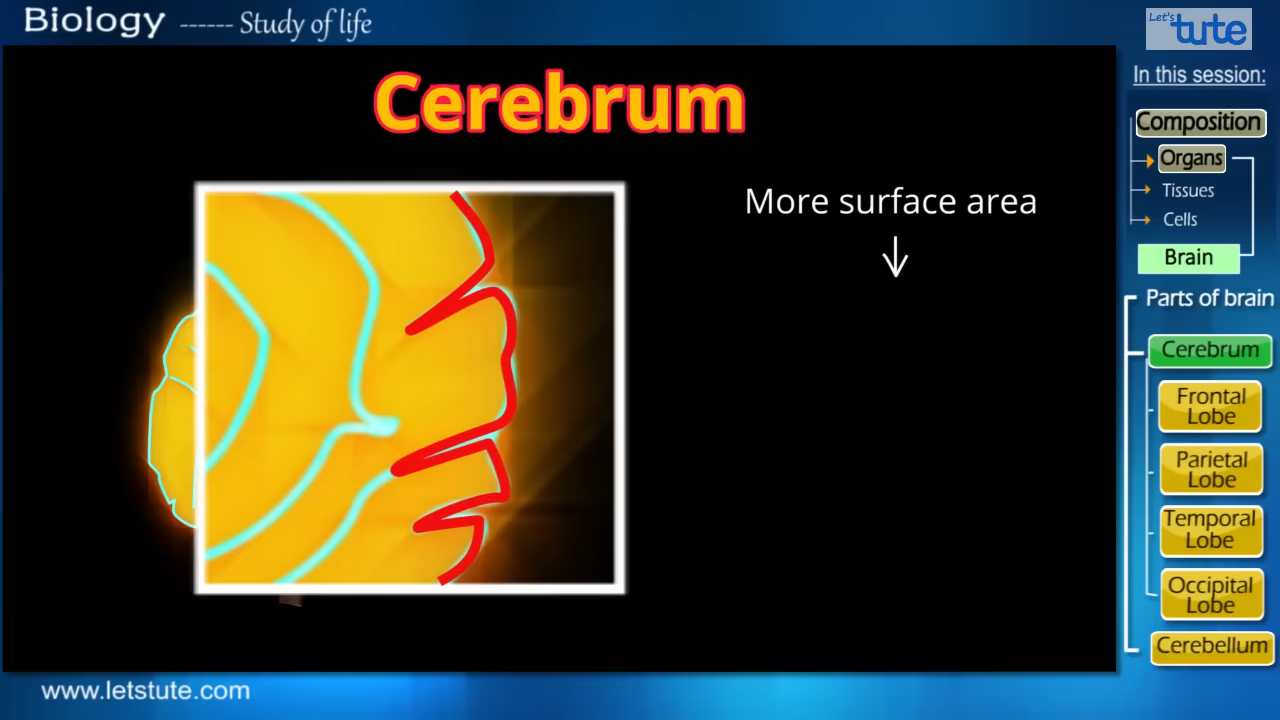 Biology ------ Study of life
Let's tute
In this session:
Cerebrum
Composition
Organs
Tissues
Cells
Brain
Parts of brain
Cerebrum
Frontal
Lobe
Parietal
Lobe
Temporal
Lobe
Occipital
Lobe
Cerebellum
More surface area
↓
www.letstute.com